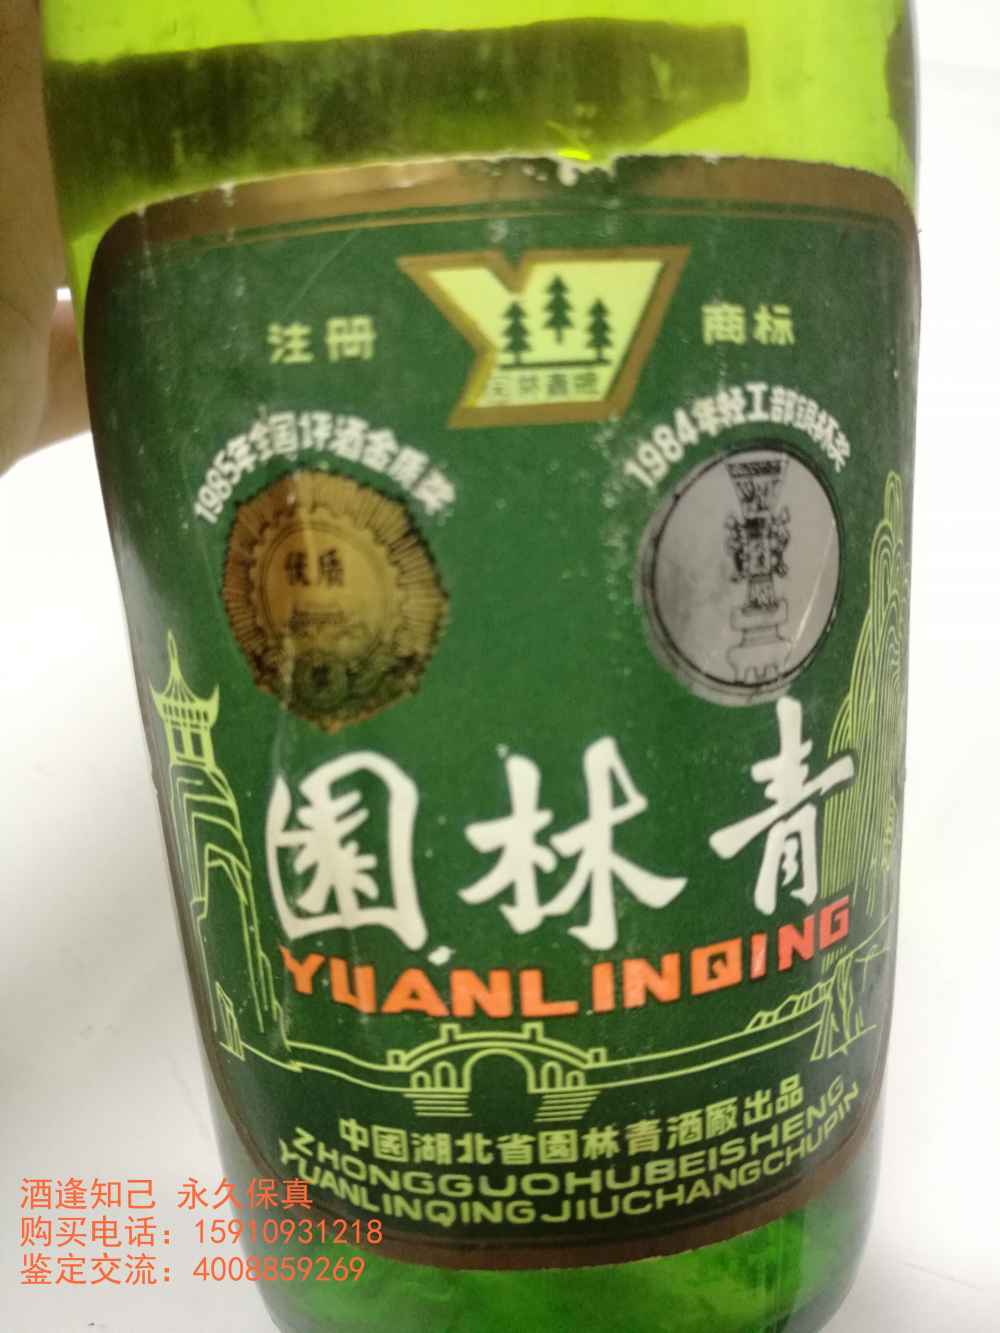 注册 商标
1985年全国评酒金质奖
1984年轻工部铜杯奖
优质
園林青
YUANLINQING
中國湖北省園林青酒廠出品
ZHONGGUOHUBEISHENG
YUANLINQINGJIUCHANGCHUPIN
酒逢知己 永久保真
购买电话：15910931218
鉴定交流：4008859269